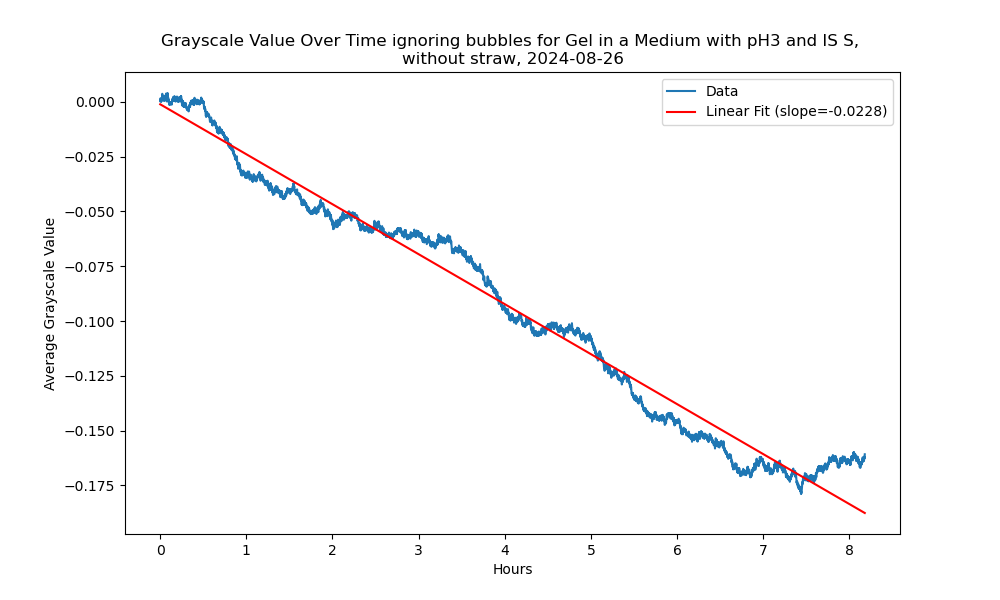 Grayscale Value Over Time ignoring bubbles for Gel in a Medium with pH3 and IS S,
without straw, 2024-08-26
Data
Linear Fit (slope=-0.0228)
Average Grayscale Value
0.000
−0.025
−0.050
−0.075
−0.100
−0.125
−0.150
−0.175
0 1 2 3 4 5 6 7 8
Hours